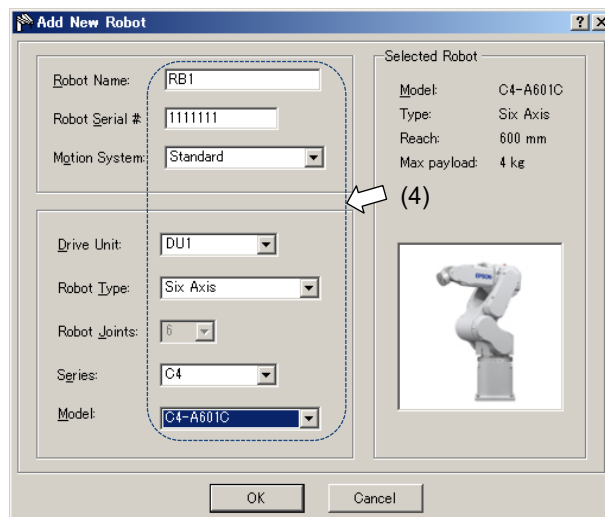 Add New Robot
Robot Name: RB1
Robot Serial # 1111111
Motion System: Standard
Drive Unit: DU1
Robot Type: Six Axis
Robot Joints: 6
Series: C4
Model: C4-A601C
Selected Robot
Model: C4-A601C
Type: Six Axis
Reach: 600 mm
Max payload: 4 kg
(4)
EPSON
OK Cancel